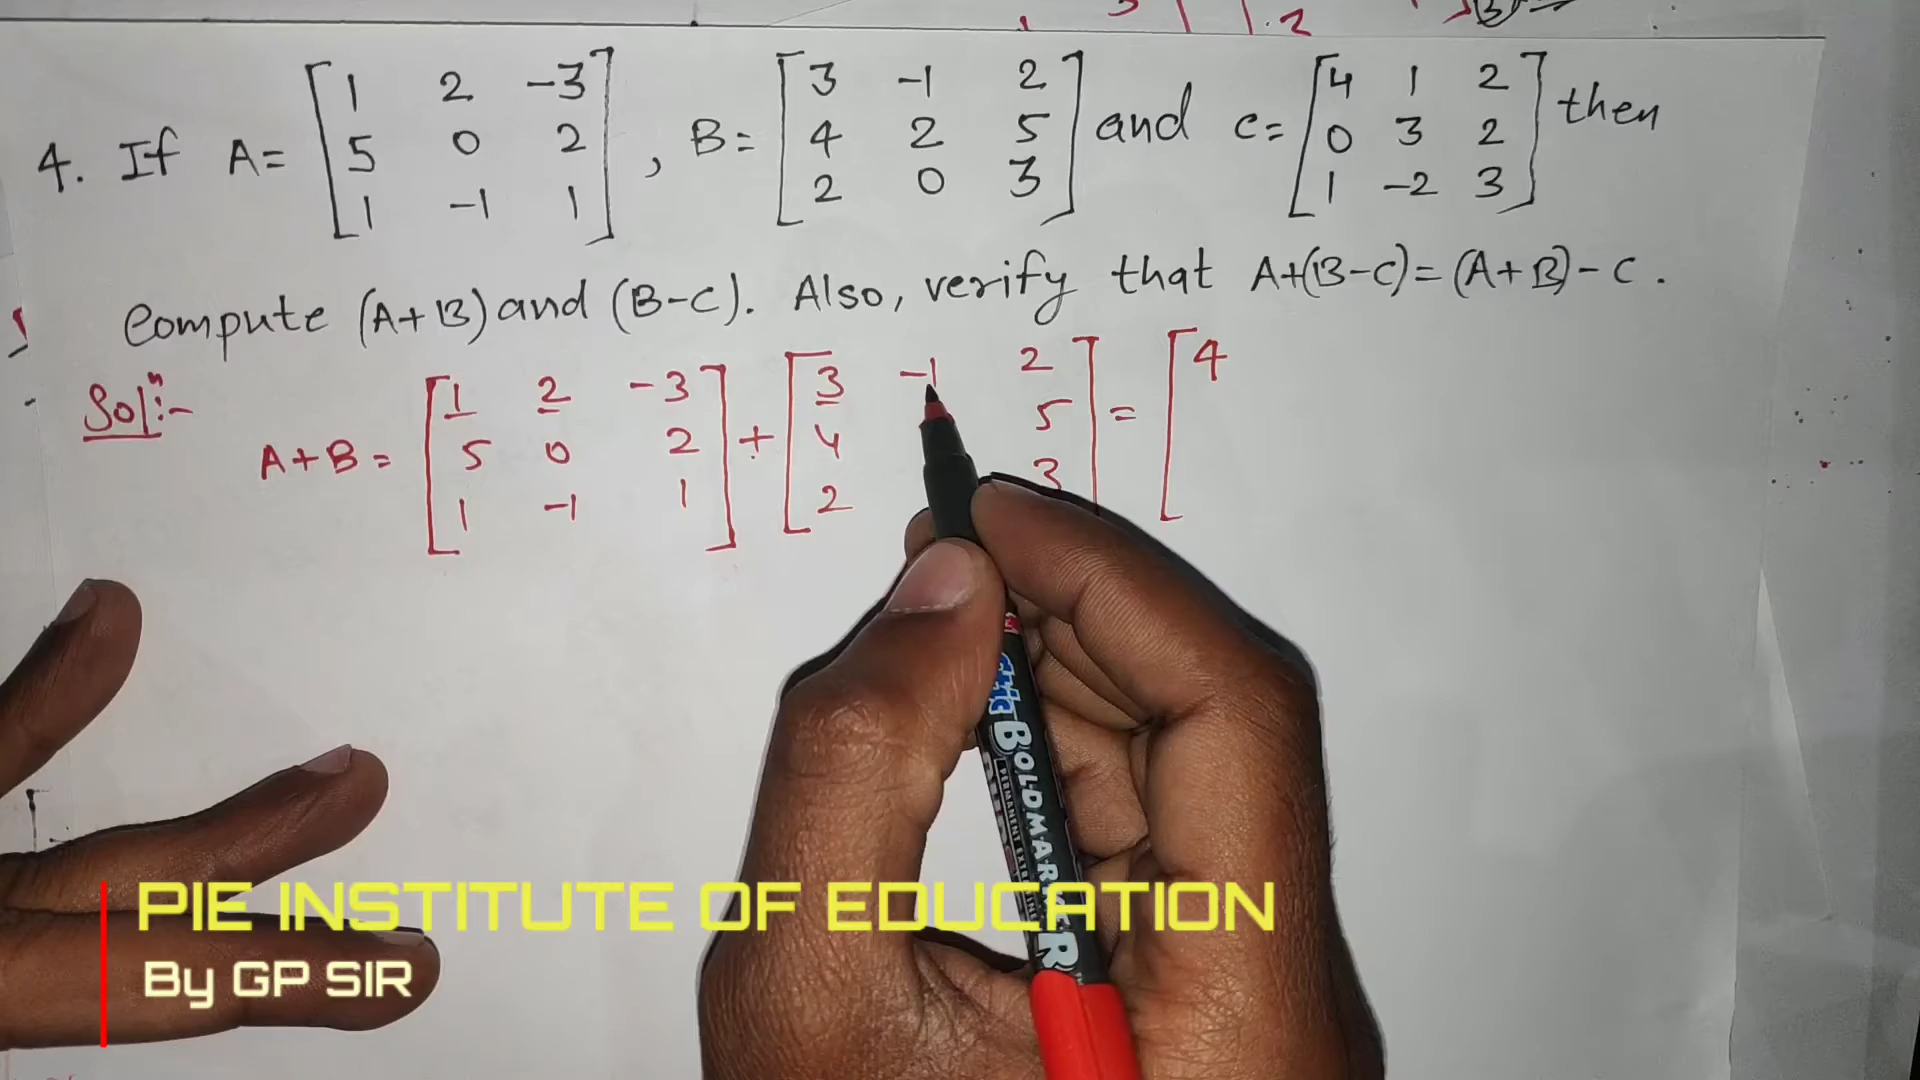 4. If A= [1 2 -3 , B= [3 -1 2 and C= [4 1 2 then
5 0 2 4 2 5 0 3 2
1 -1 1] 2 0 3] 1 -2 3]
Compute (A+B) and (B-C). Also, verify that A+(B-C)=(A+B)-C.
Solⁿ:-
A+B= [1 2 -3 + [3 -1 2 = [4
5 0 2 4 5
1 -1 1] 2 3]
BOLDMARKER
PIE INSTITUTE OF EDUCATION
By GP SIR